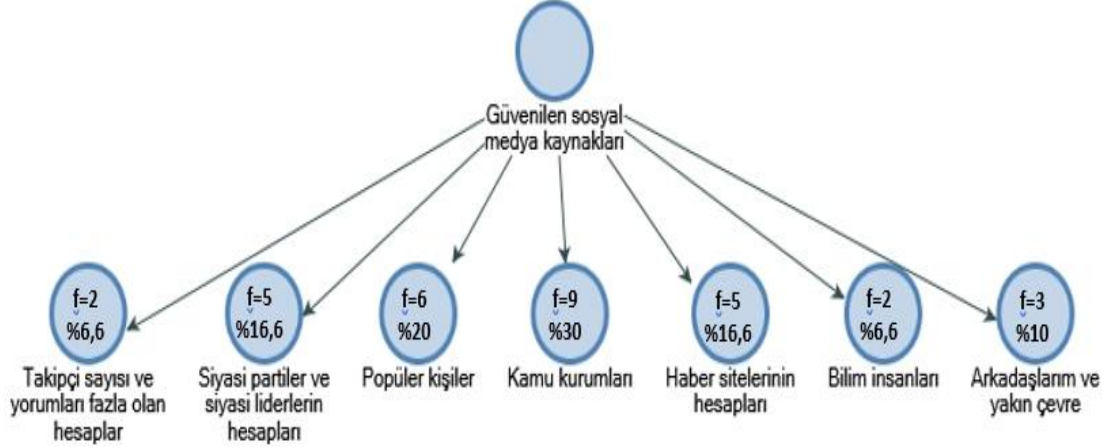 Güvenilen sosyal
medya kaynakları
f=2
%6,6
f=5
%16,6
f=6
%20
f=9
%30
f=5
%16,6
f=2
%6,6
f=3
%10
Takipçi sayısı ve
yorumları fazla olan
hesaplar
Siyasi partiler ve
siyasi liderlerin
hesapları
Popüler kişiler
Kamu kurumları
Haber sitelerinin
hesapları
Bilim insanları
Arkadaşlarım ve
yakın çevre